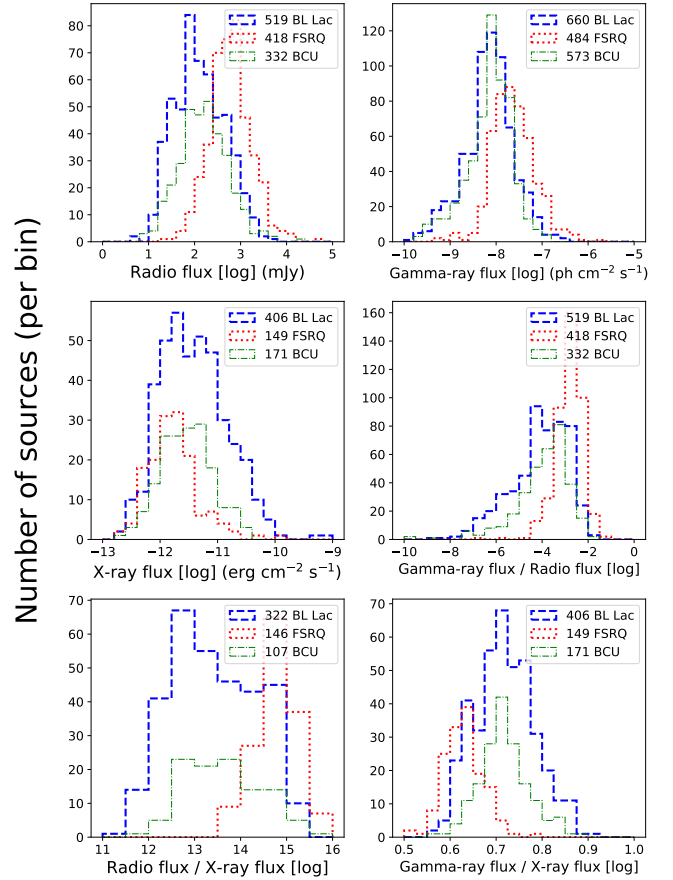 Number of sources (per bin)
519 BL Lac
418 FSRQ
332 BCU
80
70
60
50
40
30
20
10
0
0 1 2 3 4 5
Radio flux [log] (mJy)
660 BL Lac
484 FSRQ
573 BCU
120
100
80
60
40
20
0
−10 −9 −8 −7 −6 −5
Gamma-ray flux [log] (ph cm⁻² s⁻¹)
406 BL Lac
149 FSRQ
171 BCU
50
40
30
20
10
0
−13 −12 −11 −10 −9
X-ray flux [log] (erg cm⁻² s⁻¹)
519 BL Lac
418 FSRQ
332 BCU
160
140
120
100
80
60
40
20
0
−10 −8 −6 −4 −2 0
Gamma-ray flux / Radio flux [log]
322 BL Lac
146 FSRQ
107 BCU
70
60
50
40
30
20
10
0
11 12 13 14 15 16
Radio flux / X-ray flux [log]
406 BL Lac
149 FSRQ
171 BCU
70
60
50
40
30
20
10
0
0.5 0.6 0.7 0.8 0.9 1.0
Gamma-ray flux / X-ray flux [log]